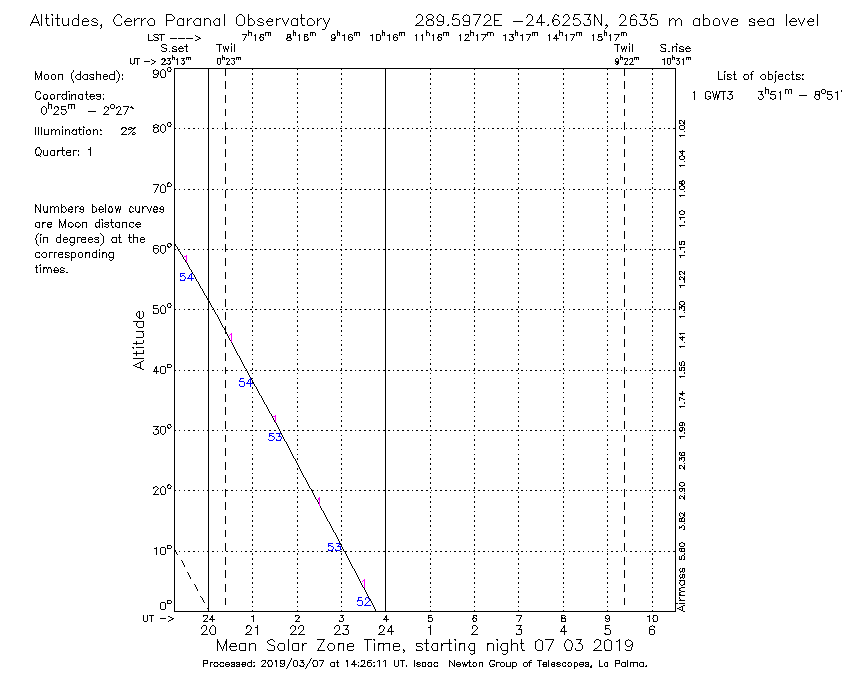 Altitudes, Cerro Paranal Observatory 289.5972E −24.6253N, 2635 m above sea level
LST ---> 7h16m 8h16m 9h16m 10h16m 11h16m 12h17m 13h17m 14h17m 15h17m
S.set Twil Twil S.rise
UT -> 23h13m 0h23m 9h22m 10h31m
Moon (dashed):
Coordinates:
0h25m − 2°27'
Illumination: 2%
Quarter: 1
Numbers below curves
are Moon distance
(in degrees) at the
corresponding
times.
List of objects:
1 GWT3 3h51m − 8°51'
90°
80°
70°
60°
50°
40°
30°
20°
10°
0°
Altitude
1
54
1
54
1
53
1
53
1
52
1.02
1.04
1.06
1.10
1.15
1.22
1.30
1.41
1.55
1.74
1.99
2.36
2.90
3.82
5.60
Airmass
UT -> 24 1 2 3 4 5 6 7 8 9 10
20 21 22 23 24 1 2 3 4 5 6
Mean Solar Zone Time, starting night 07 03 2019
Processed: 2019/03/07 at 14:26:11 UT. Isaac Newton Group of Telescopes, La Palma.